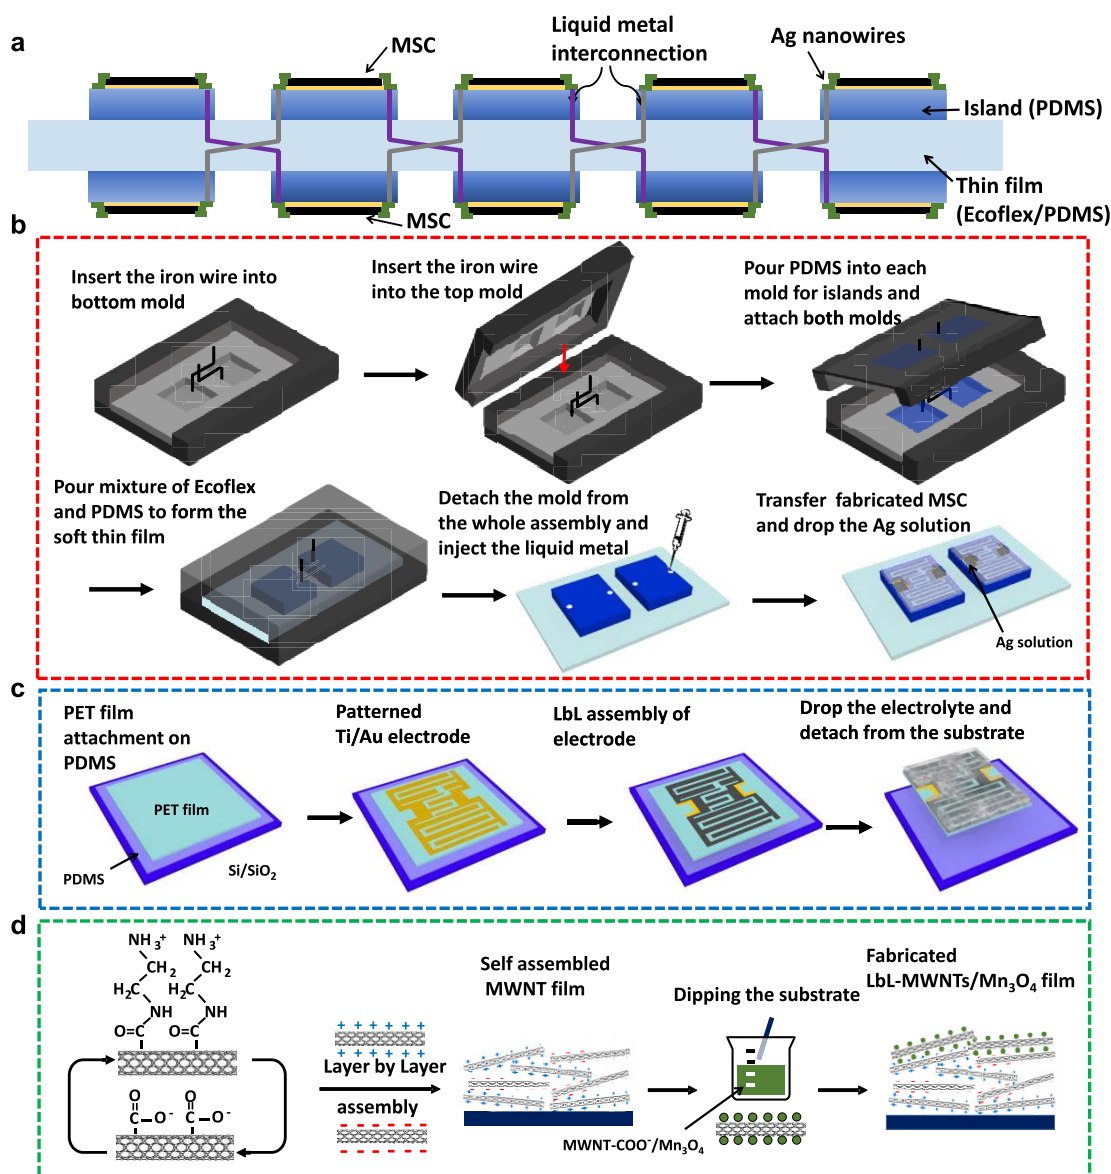 a
MSC
Liquid metal
interconnection
Ag nanowires
Island (PDMS)
Thin film
(Ecoflex/PDMS)
MSC
b
Insert the iron wire into
bottom mold
Insert the iron wire
into the top mold
Pour PDMS into each
mold for islands and
attach both molds
Pour mixture of Ecoflex
and PDMS to form the
soft thin film
Detach the mold from
the whole assembly and
inject the liquid metal
Transfer fabricated MSC
and drop the Ag solution
Ag solution
c
PET film
attachment on
PDMS
PET film
PDMS
Si/SiO₂
Patterned
Ti/Au electrode
LbL assembly of
electrode
Drop the electrolyte and
detach from the substrate
d
NH₃⁺ NH₃⁺
CH₂ CH₂
H₂C H₂C
NH NH
O=C O=C
O O
C O⁻ C O⁻
+ + + + + +
+ + + + + +
Layer by Layer
assembly
- - - - - -
- - - - - -
Self assembled
MWNT film
Dipping the substrate
MWNT-COO⁻/Mn₃O₄
Fabricated
LbL-MWNTs/Mn₃O₄ film